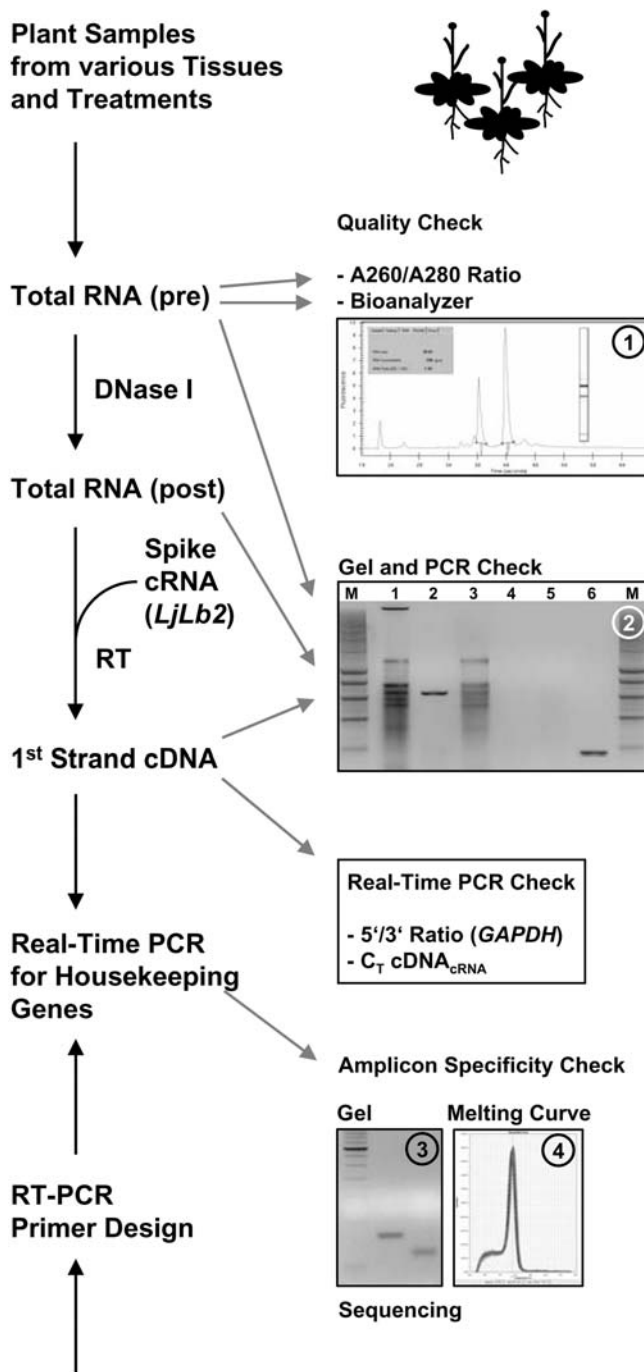 Plant Samples
from various Tissues
and Treatments
Quality Check
- A260/A280 Ratio
- Bioanalyzer
Total RNA (pre)
1
Fluorescence
Time (seconds)
DNase I
Total RNA (post)
Spike
cRNA
(LjLb2)
RT
Gel and PCR Check
M 1 2 3 4 5 6 M
2
1st Strand cDNA
Real-Time PCR Check
- 5‘/3‘ Ratio (GAPDH)
- CT cDNAcRNA
Real-Time PCR
for Housekeeping
Genes
Amplicon Specificity Check
Gel Melting Curve
3 4
RT-PCR
Primer Design
Sequencing